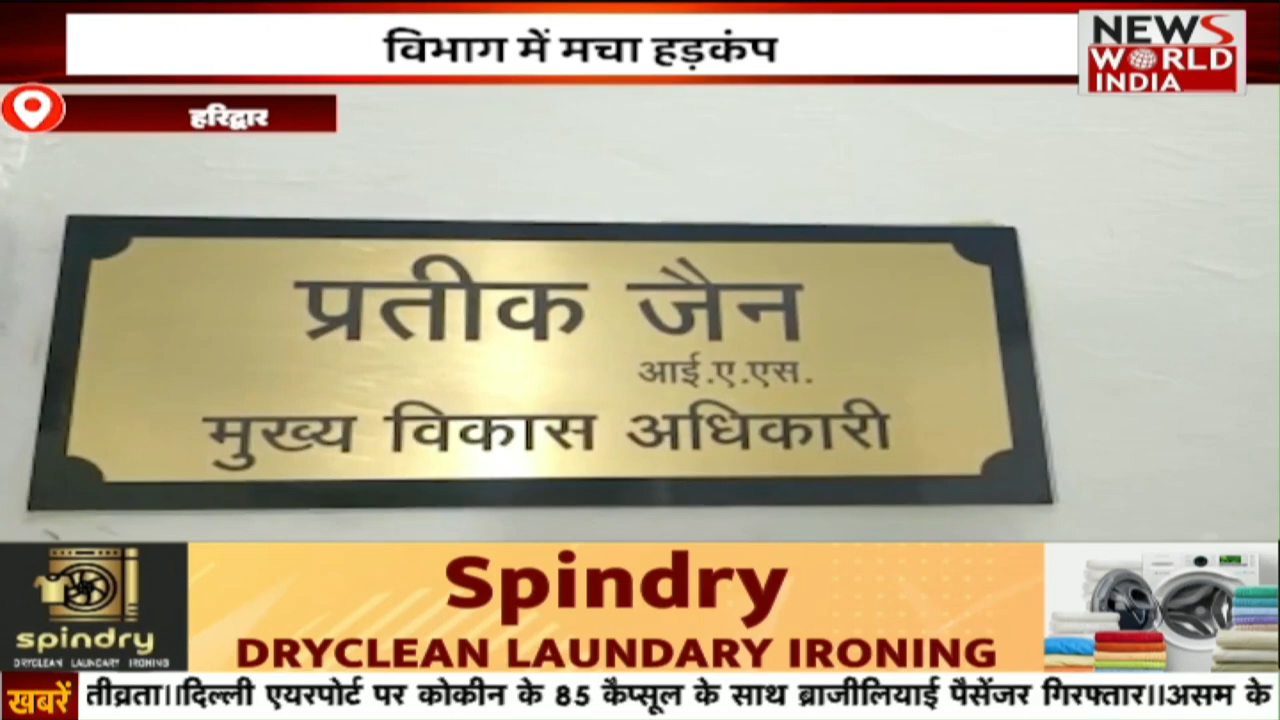 विभाग में मचा हड़कंप
NEWS
WORLD
INDIA
हरिद्वार
प्रतीक जैन
आई.ए.एस.
मुख्य विकास अधिकारी
spindry
DRYCLEAN LAUNDARY IRONING
Spindry
DRYCLEAN LAUNDARY IRONING
खबरें
तीव्रता।।दिल्ली एयरपोर्ट पर कोकीन के 85 कैप्सूल के साथ ब्राजीलियाई पैसेंजर गिरफ्तार।।असम के